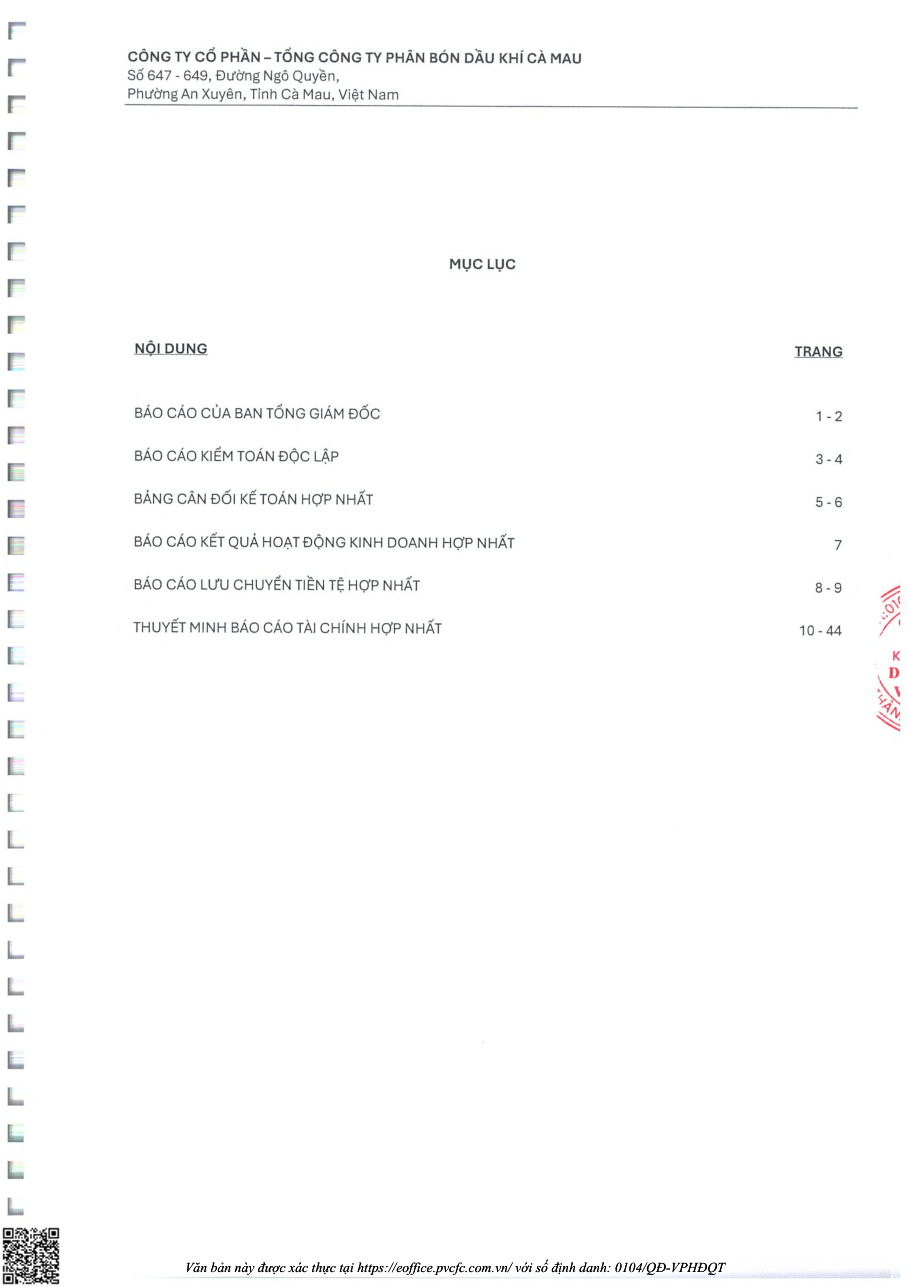 CÔNG TY CỔ PHẦN – TỔNG CÔNG TY PHÂN BÓN DẦU KHÍ CÀ MAU
Số 647 - 649, Đường Ngô Quyền,
Phường An Xuyên, Tỉnh Cà Mau, Việt Nam
MỤC LỤC
NỘI DUNG TRANG
BÁO CÁO CỦA BAN TỔNG GIÁM ĐỐC 1 - 2
BÁO CÁO KIỂM TOÁN ĐỘC LẬP 3 - 4
BẢNG CÂN ĐỐI KẾ TOÁN HỢP NHẤT 5 - 6
BÁO CÁO KẾT QUẢ HOẠT ĐỘNG KINH DOANH HỢP NHẤT 7
BÁO CÁO LƯU CHUYỂN TIỀN TỆ HỢP NHẤT 8 - 9
THUYẾT MINH BÁO CÁO TÀI CHÍNH HỢP NHẤT 10 - 44
Văn bản này được xác thực tại https://eoffice.pvcfc.com.vn/ với số định danh: 0104/QĐ-VPHĐQT